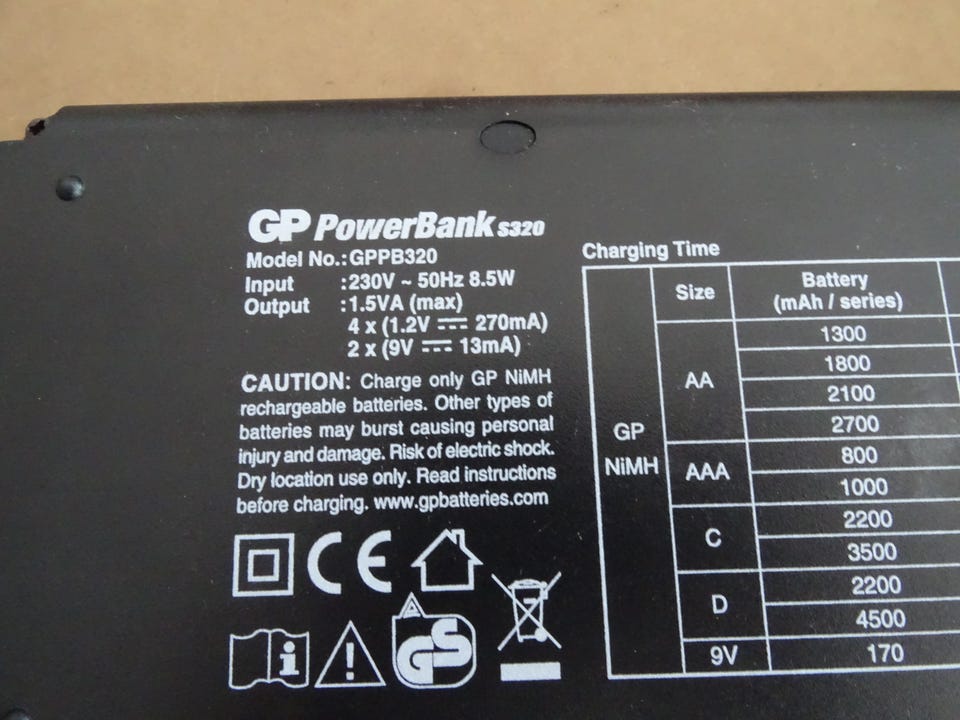 GP PowerBank S320
Model No.:GPPB320
Input :230V ~ 50Hz 8.5W
Output :1.5VA (max)
4 x (1.2V ⎓ 270mA)
2 x (9V ⎓ 13mA)
CAUTION: Charge only GP NiMH
rechargeable batteries. Other types of
batteries may burst causing personal
injury and damage. Risk of electric shock.
Dry location use only. Read instructions
before charging. www.gpbatteries.com
CE
i
!
GS
Charging Time
Size Battery
(mAh / series)
GP
NiMH
AA
1300
1800
2100
2700
AAA
800
1000
C
2200
3500
D
2200
4500
9V 170